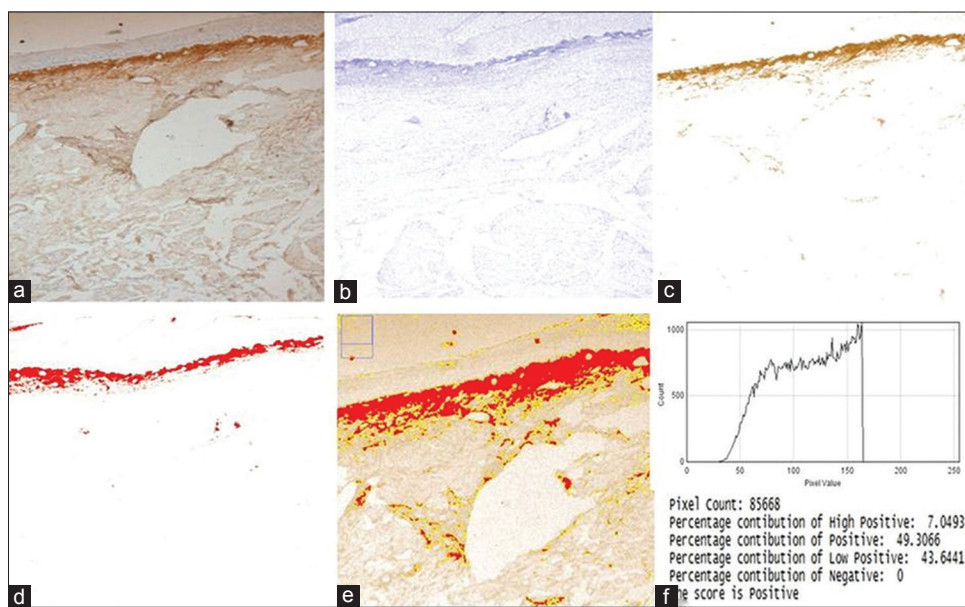 a
b
c
1000
500
0
Count
0
50
100
150
200
250
Pixel Value
Pixel Count: 85668
Percentage contibution of High Positive: 7.0493
Percentage contibution of Positive: 49.3066
Percentage contibution of Low Positive: 43.6441
Percentage contibution of Negative: 0
score is Positive
d
e
f